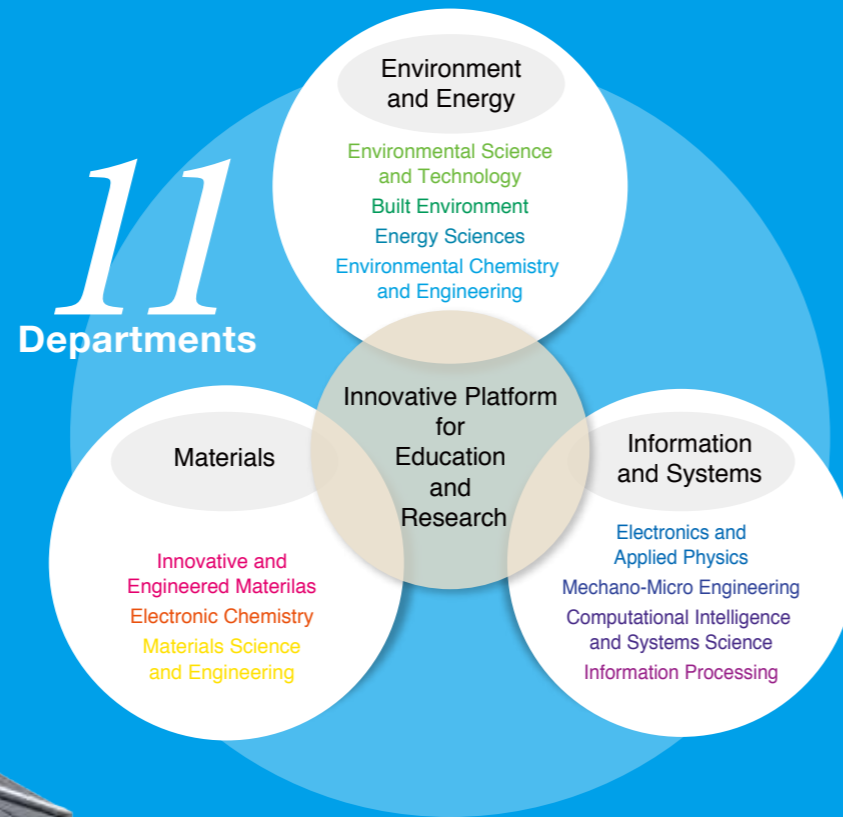 11
Departments
Environment
and Energy
Environmental Science
and Technology
Built Environment
Energy Sciences
Environmental Chemistry
and Engineering
Innovative Platform
for
Education
and
Research
Materials
Innovative and
Engineered Materilas
Electronic Chemistry
Materials Science
and Engineering
Information
and Systems
Electronics and
Applied Physics
Mechano-Micro Engineering
Computational Intelligence
and Systems Science
Information Processing